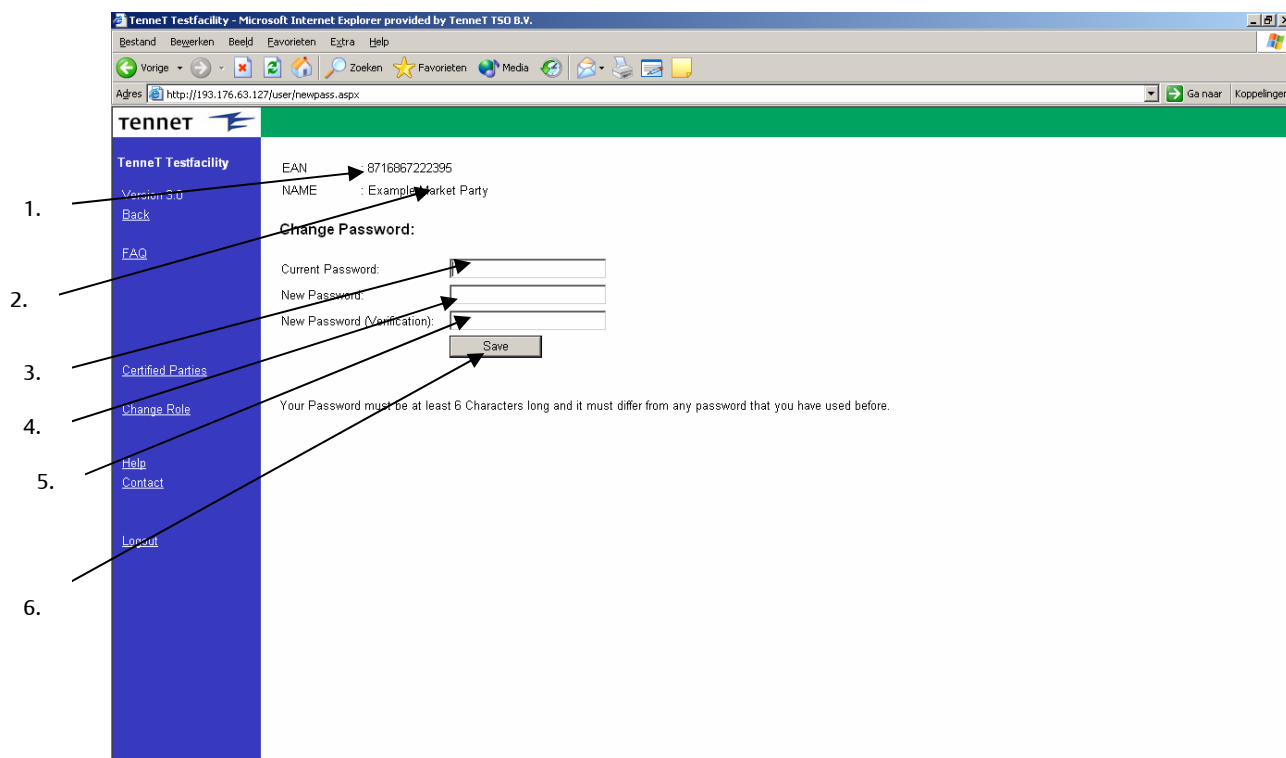 TenneT Testfacility - Microsoft Internet Explorer provided by TenneT TSO B.V.
Bestand Bewerken Beeld Favorieten Extra Help
Vorige Zoeken Favorieten Media
Adres http://193.176.63.127/user/newpass.aspx Ga naar Koppelingen
TenneT
TenneT Testfacility
EAN : 8716867222395
Version 3.0
NAME : Example Market Party
1.
Back
Change Password:
FAQ
Current Password:
2.
New Password:
New Password (Verification):
Save
3.
Certified Parties
Change Role
Your Password must be at least 6 Characters long and it must differ from any password that you have used before.
4.
Help
5.
Contact
Logout
6.